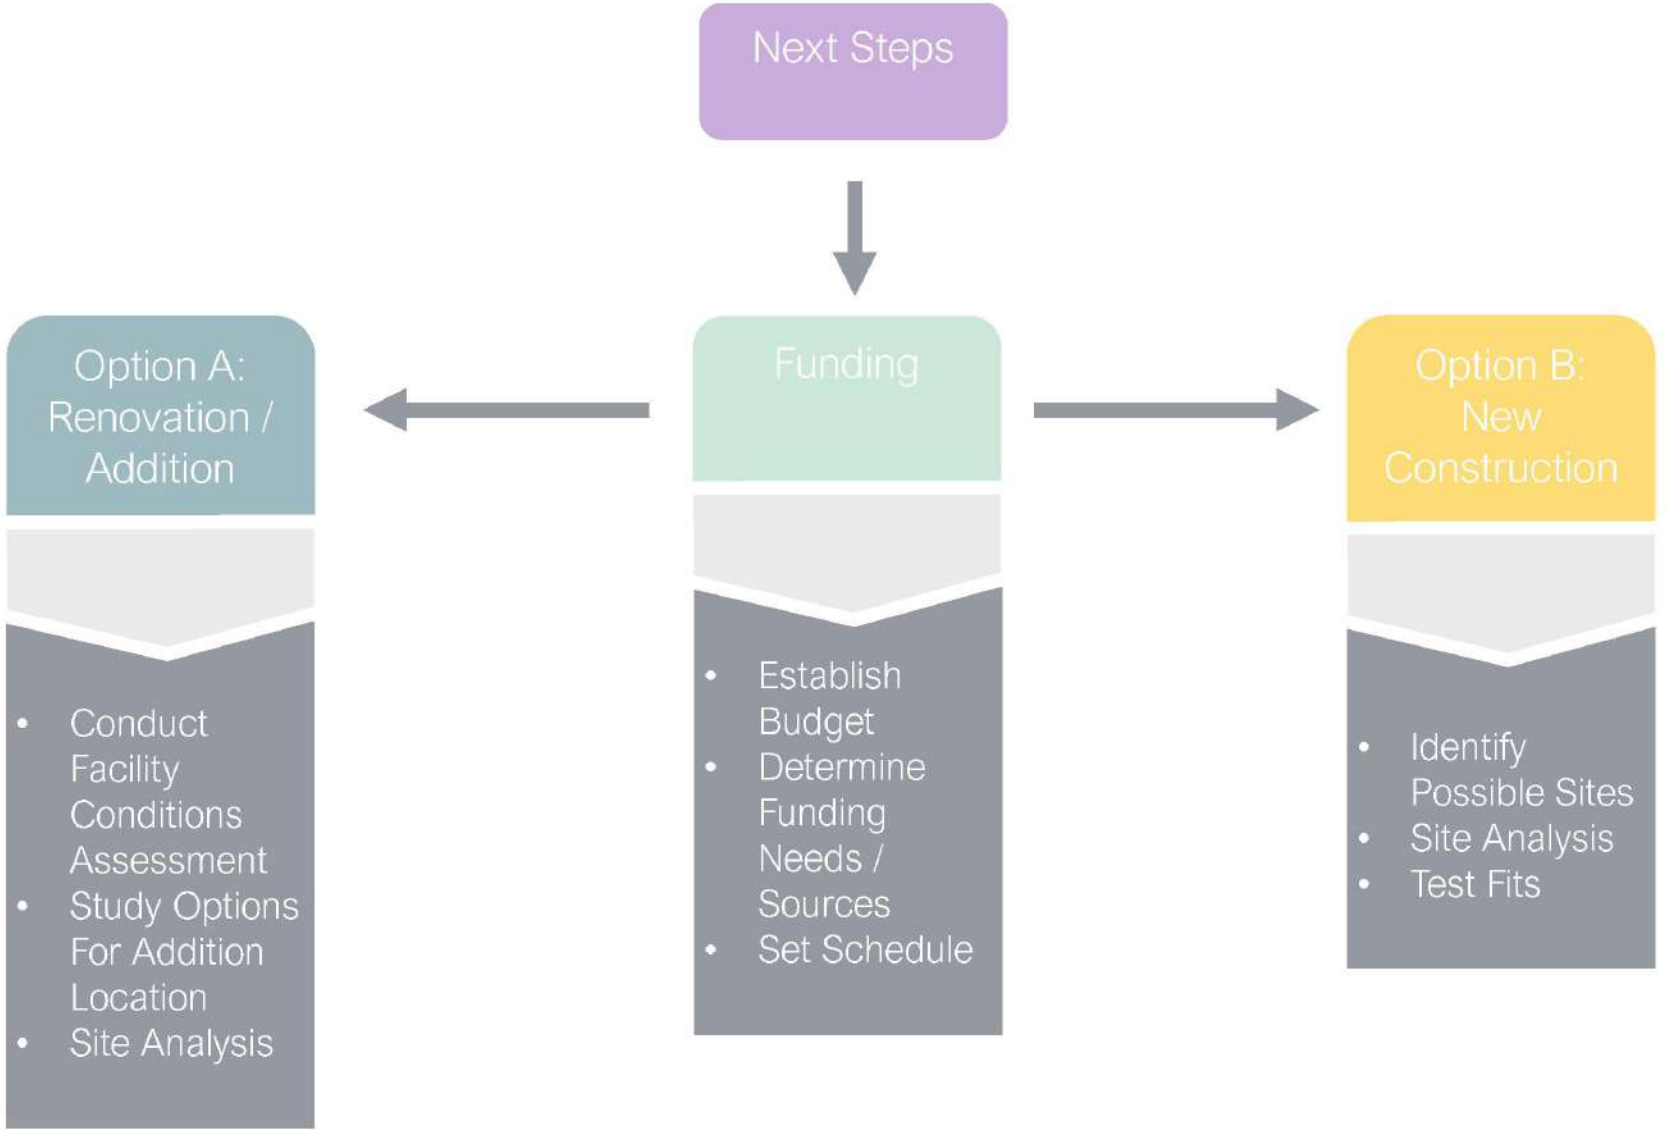 Next Steps
Option A:
Renovation /
Addition
• Conduct
Facility
Conditions
Assessment
• Study Options
For Addition
Location
• Site Analysis
Funding
• Establish
Budget
• Determine
Funding
Needs /
Sources
• Set Schedule
Option B:
New
Construction
• Identify
Possible Sites
• Site Analysis
• Test Fits